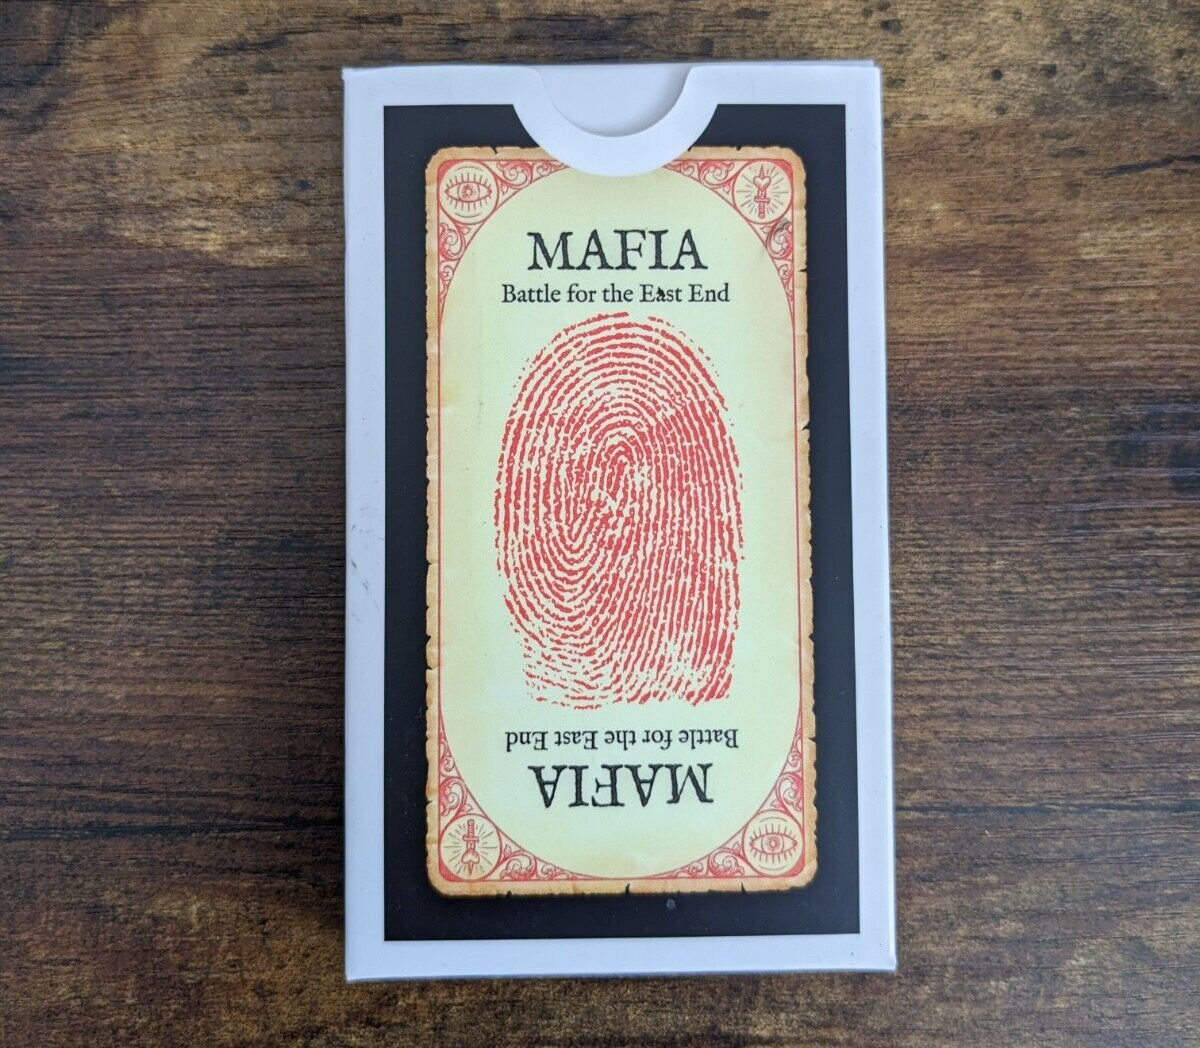 MAFIA
Battle for the East End
Battle for the East End
MAFIA